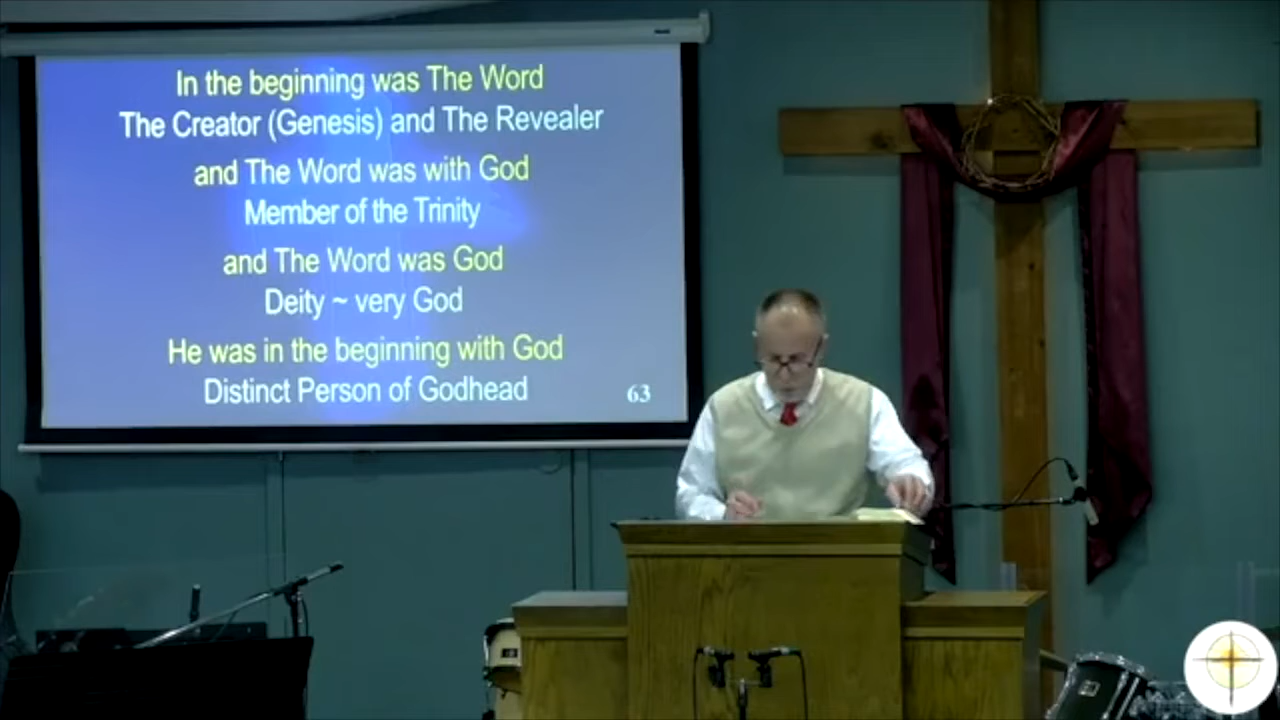 In the beginning was The Word
The Creator (Genesis) and The Revealer
and The Word was with God
Member of the Trinity
and The Word was God
Deity ~ very God
He was in the beginning with God
Distinct Person of Godhead
63